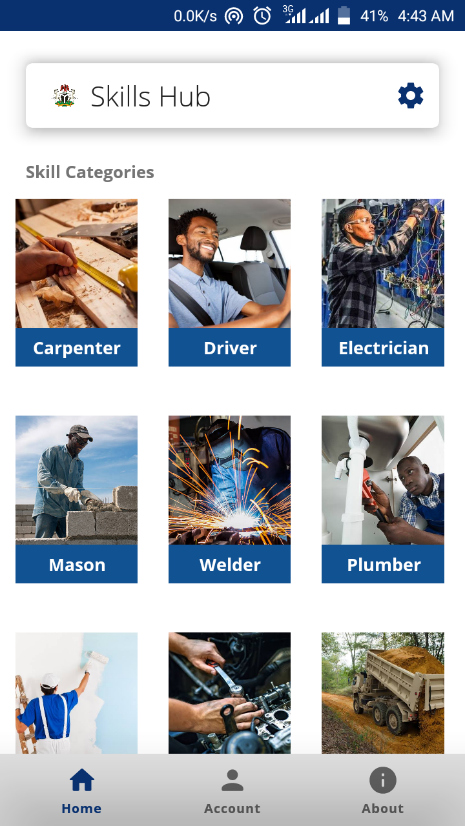 0.0K/s 3G 41% 4:43 AM
Skills Hub
Skill Categories
Carpenter Driver Electrician
Mason Welder Plumber
Home Account About